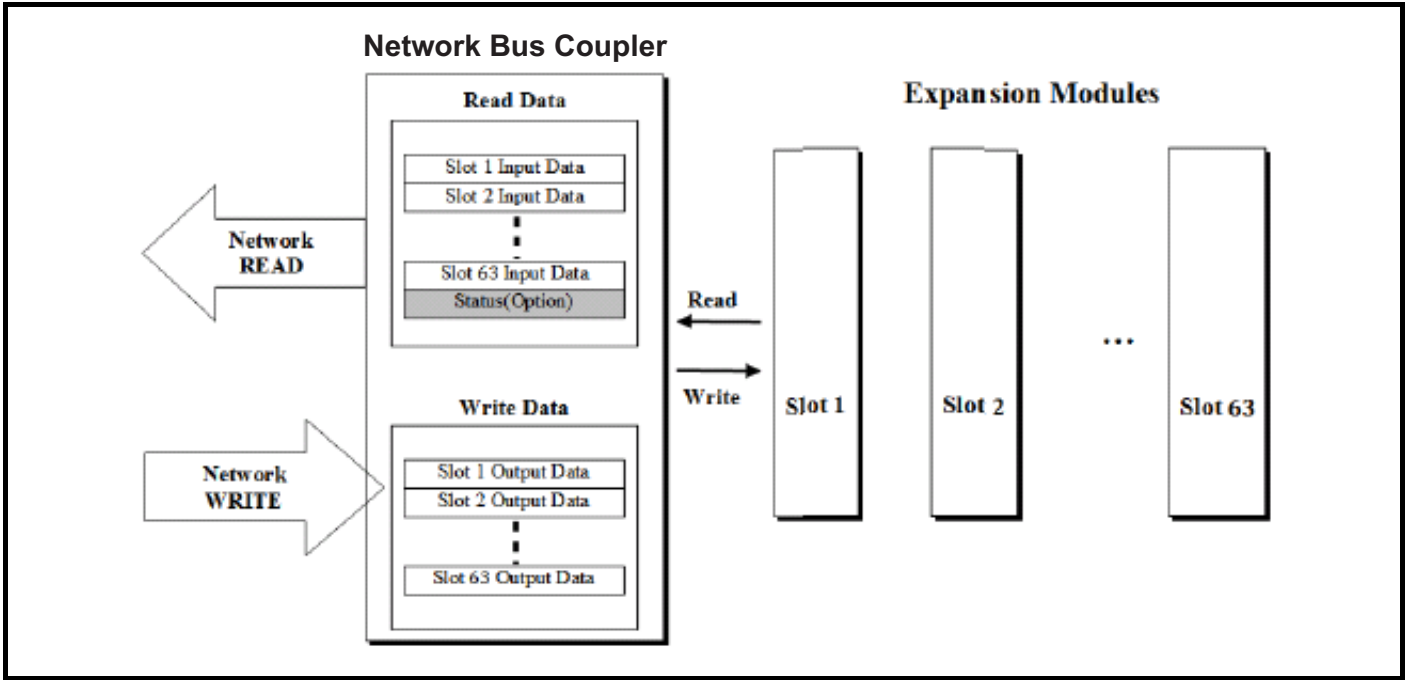 Network Bus Coupler
Read Data
Slot 1 Input Data
Slot 2 Input Data
Slot 63 Input Data
Status(Option)
Network
READ
Write Data
Slot 1 Output Data
Slot 2 Output Data
Slot 63 Output Data
Network
WRITE
Expansion Modules
Read
Write
Slot 1
Slot 2
...
Slot 63